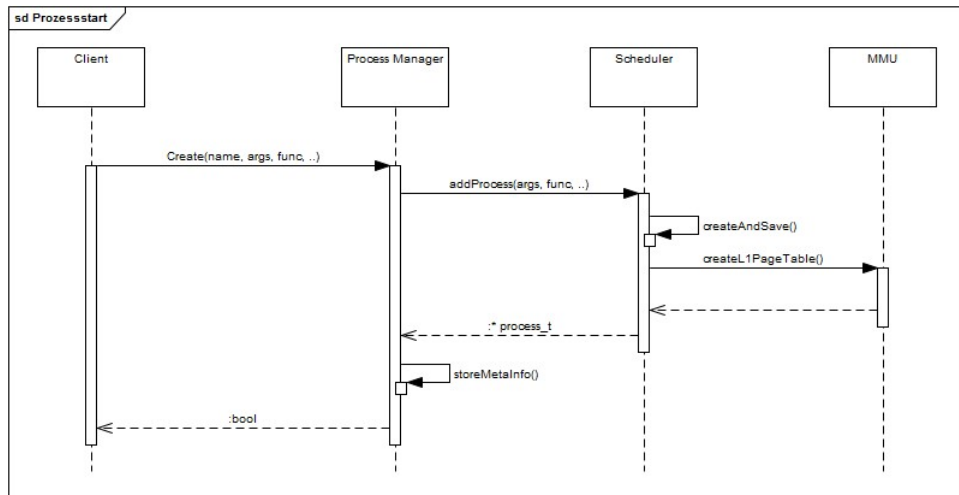 sd Prozessstart
Client
Process Manager
Scheduler
MMU
Create(name, args, func, ..)
addProcess(args, func, ..)
createAndSave()
createL1PageTable()
:* process_t
storeMetaInfo()
:bool